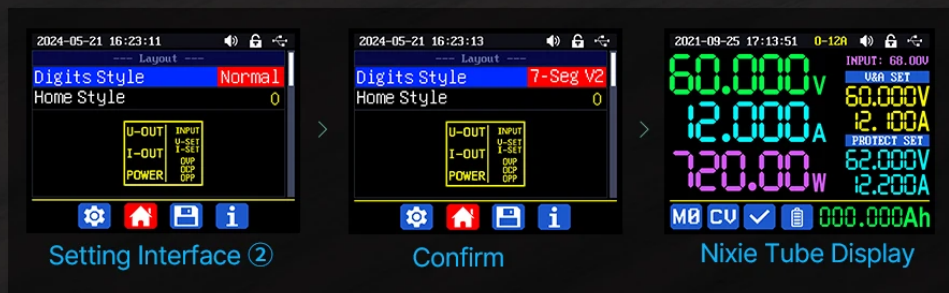 2024-05-21 16:23:11
--- Layout ---
Digits Style Normal
Home Style 0
U-OUT INPUT
V-SET
I-OUT I-SET
OVP
POWER OCP
OPP
Setting Interface ②
2024-05-21 16:23:13
--- Layout ---
Digits Style 7-Seg V2
Home Style 0
U-OUT INPUT
V-SET
I-OUT I-SET
OVP
POWER OCP
OPP
Confirm
2021-09-25 17:13:51 0-12A
INPUT: 68.00V
60.000V
V&A SET
60.000V
12.000A
12.100A
PROTECT SET
62.000V
720.00W
12.200A
M0 CV 000.000Ah
Nixie Tube Display